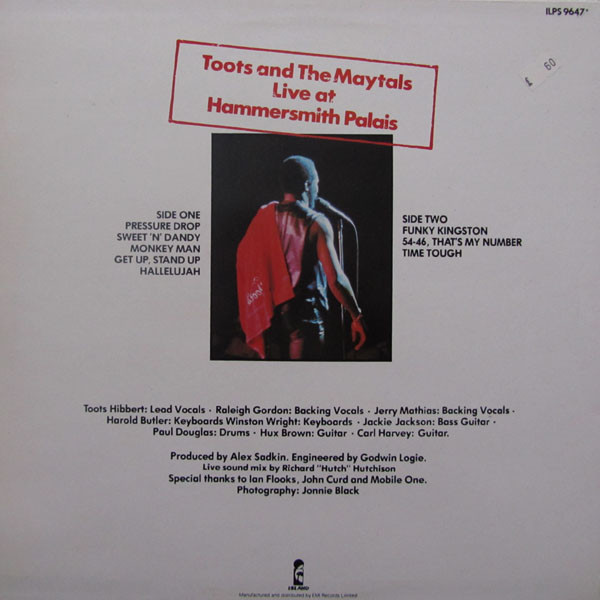 ILPS 9647*
£ 60
Toots and The Maytals
Live at
Hammersmith Palais
SIDE ONE
PRESSURE DROP
SWEET 'N' DANDY
MONKEY MAN
GET UP, STAND UP
HALLELUJAH
SIDE TWO
FUNKY KINGSTON
54-46, THAT'S MY NUMBER
TIME TOUGH
Toots Hibbert: Lead Vocals · Raleigh Gordon: Backing Vocals · Jerry Mathias: Backing Vocals ·
Harold Butler: Keyboards Winston Wright: Keyboards · Jackie Jackson: Bass Guitar ·
Paul Douglas: Drums · Hux Brown: Guitar · Carl Harvey: Guitar.
Produced by Alex Sadkin. Engineered by Godwin Logie.
Live sound mix by Richard "Hutch" Hutchison
Special thanks to Ian Flooks, John Curd and Mobile One.
Photography: Jonnie Black
ISLAND
Manufactured and distributed by EMI Records Limited